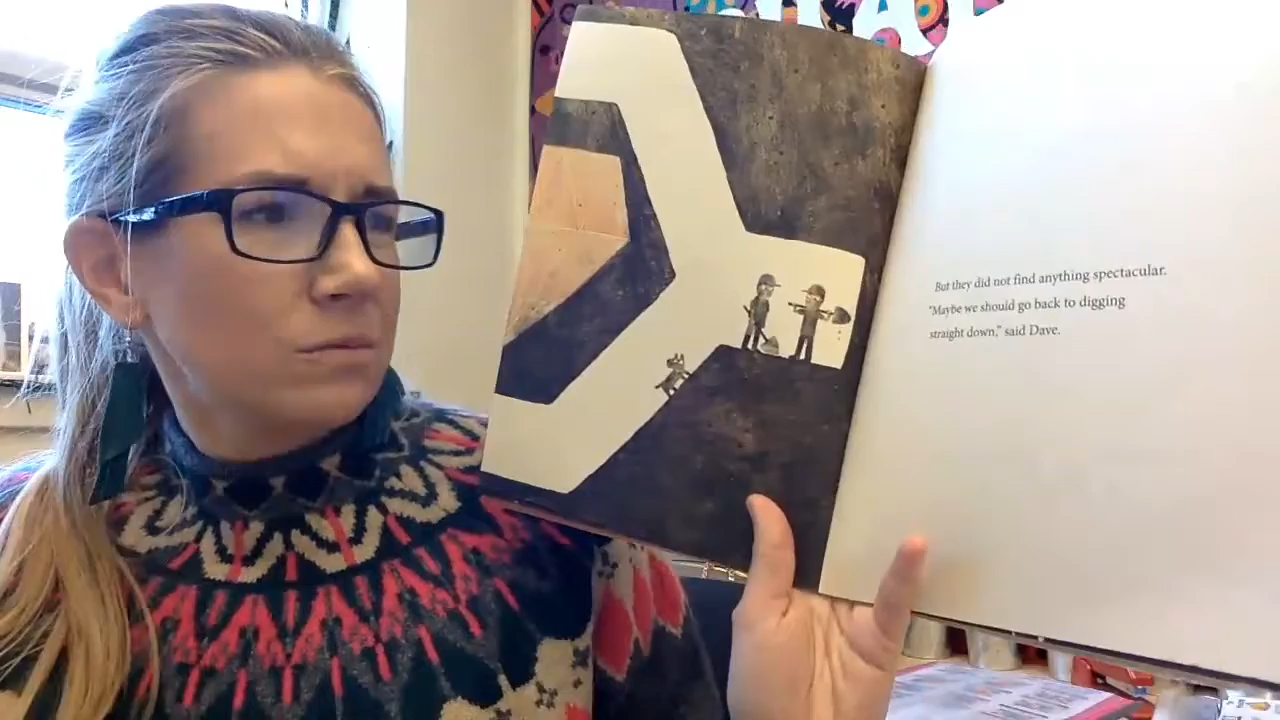 But they did not find anything spectacular.
"Maybe we should go back to digging
straight down," said Dave.